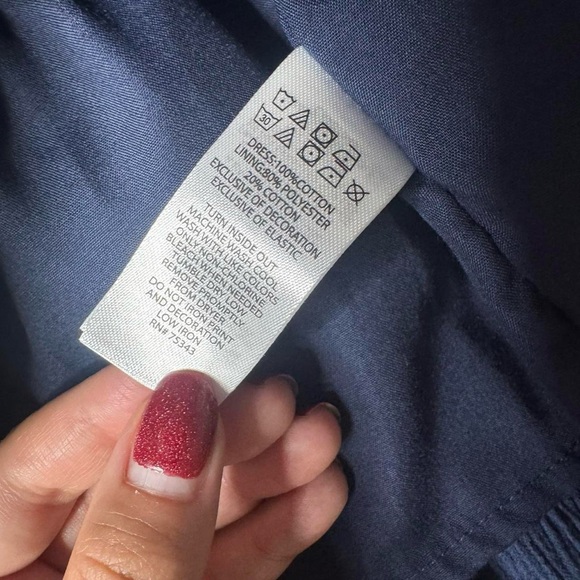 30
DRESS:100%COTTON
LINING:80% POLYESTER
20% COTTON
EXCLUSIVE OF DECORATION
EXCLUSIVE OF ELASTIC
TURN INSIDE OUT
MACHINE WASH COOL
WASH WITH LIKE COLORS
ONLY NON-CHLORINE
BLEACH WHEN NEEDED
TUMBLE DRY LOW
REMOVE PROMPTLY
FROM DRYER
DO NOT IRON PRINT
AND DECORATION
LOW IRON
RN# 75343